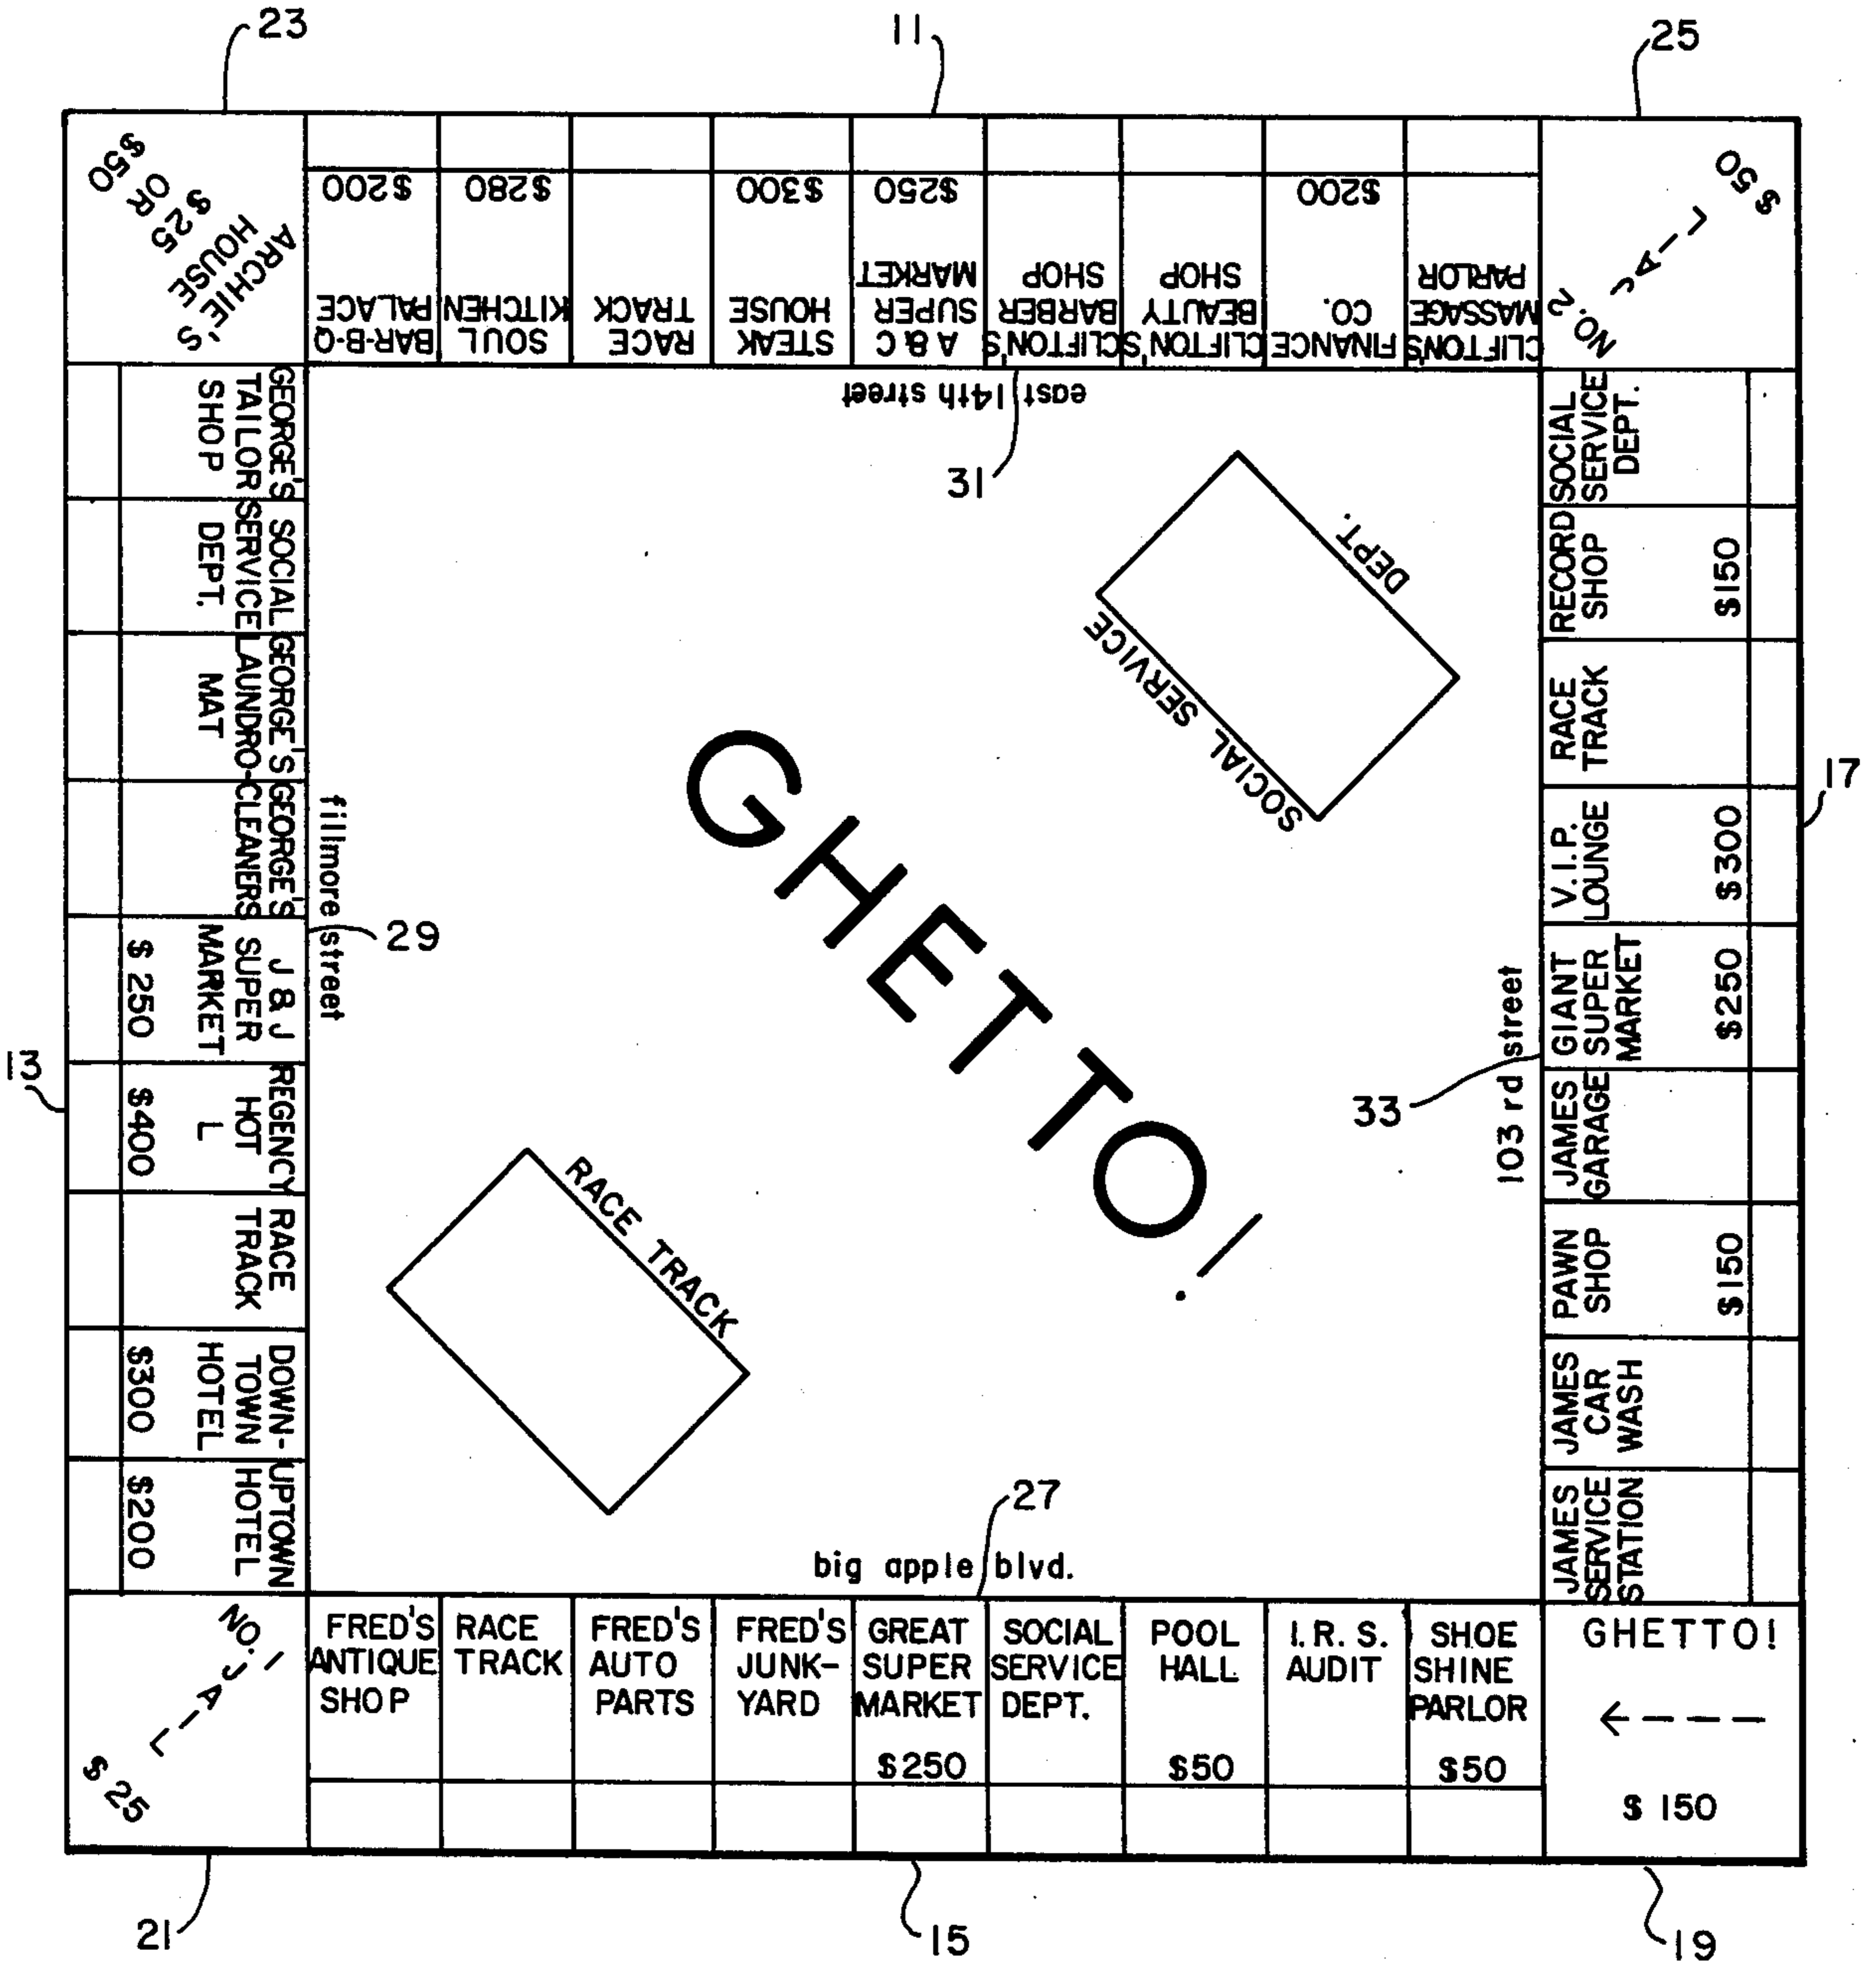 23
11
25
ARCHIE'S
HOUSE
$25 OR
$50
BAR-B-Q
PALACE
$200
SOUL
KITCHEN
$280
RACE
TRACK
STEAK
HOUSE
$300
A & C
SUPER
MARKET
$250
CLIFTON'S
BARBER
SHOP
CLIFTON'S
BEAUTY
SHOP
FINANCE
CO.
$200
CLIFTON'S
MASSAGE
PARLOR
NO. 2
JAIL
$50
east 14th street
31
GEORGE'S
TAILOR
SHOP
SOCIAL
SERVICE
DEPT.
GEORGE'S
LAUNDRO-
MAT
GEORGE'S
CLEANERS
J & J
SUPER
MARKET
$250
REGENCY
HOT
L
$400
RACE
TRACK
DOWN-
TOWN
HOTEL
$300
UPTOWN
HOTEL
$200
fillmore street
29
13
SOCIAL SERVICE
DEPT.
GHETTO!
RACE TRACK
SOCIAL
SERVICE
DEPT.
RECORD
SHOP
$150
RACE
TRACK
V.I.P.
LOUNGE
$300
GIANT
SUPER
MARKET
$250
JAMES
GARAGE
PAWN
SHOP
$150
JAMES
CAR
WASH
JAMES
SERVICE
STATION
103 rd street
33
17
27
big apple blvd.
NO. 1
JAIL
$25
FRED'S
ANTIQUE
SHOP
RACE
TRACK
FRED'S
AUTO
PARTS
FRED'S
JUNK-
YARD
GREAT
SUPER
MARKET
$250
SOCIAL
SERVICE
DEPT.
POOL
HALL
$50
I.R.S.
AUDIT
SHOE
SHINE
PARLOR
$50
GHETTO!
$150
21
15
19